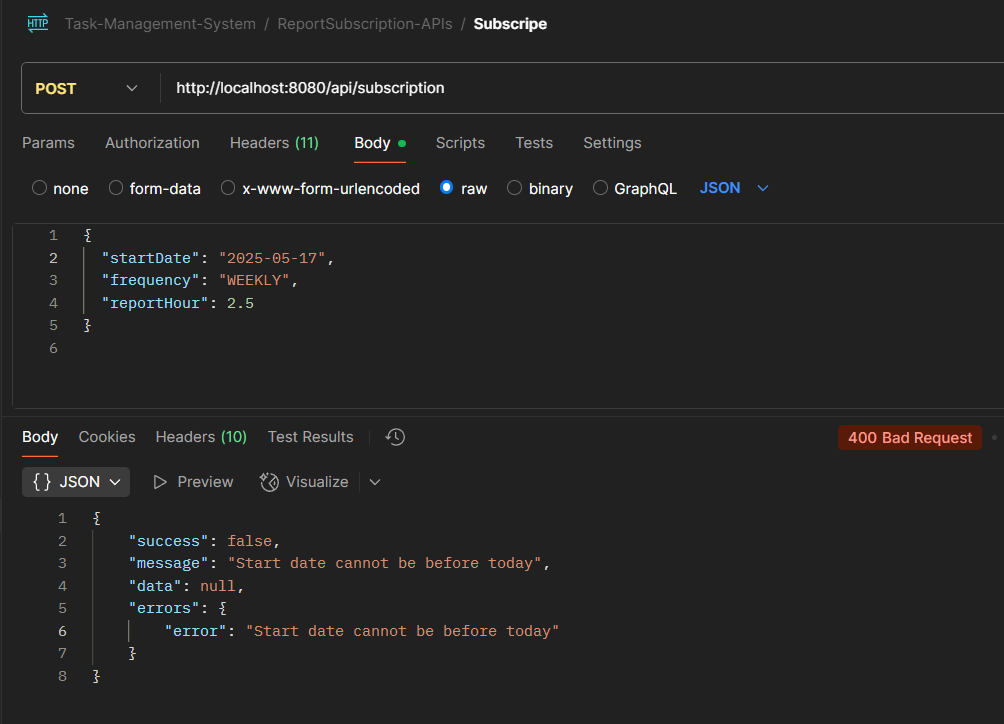 HTTP Task-Management-System / ReportSubscription-APIs / Subscripe
POST http://localhost:8080/api/subscription
Params Authorization Headers (11) Body Scripts Tests Settings
none form-data x-www-form-urlencoded raw binary GraphQL JSON
1 {
2 "startDate": "2025-05-17",
3 "frequency": "WEEKLY",
4 "reportHour": 2.5
5 }
6
Body Cookies Headers (10) Test Results 400 Bad Request
{} JSON Preview Visualize
1 {
2 "success": false,
3 "message": "Start date cannot be before today",
4 "data": null,
5 "errors": {
6 "error": "Start date cannot be before today"
7 }
8 }